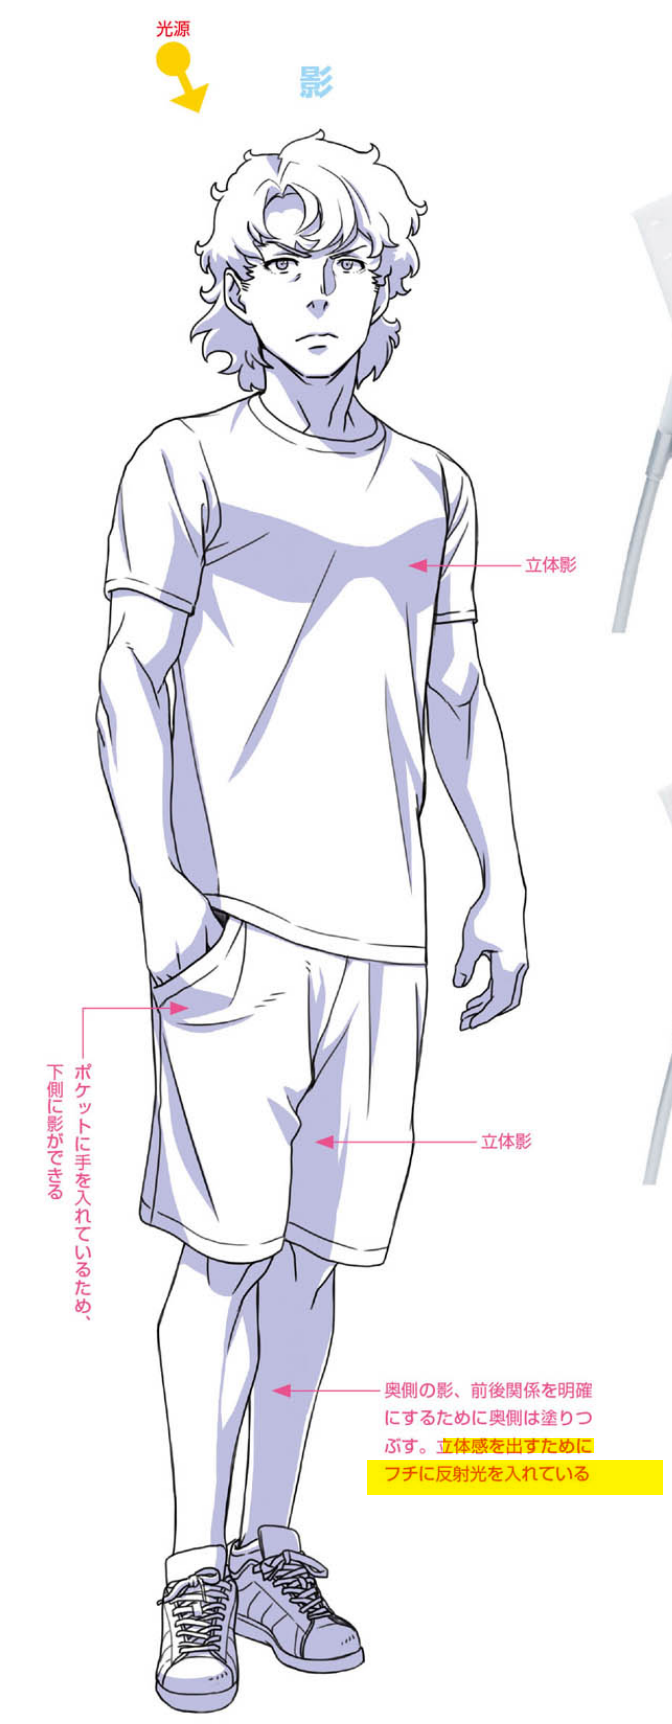 光源
影
立体影
ポケットに手を入れているため、
下側に影ができる
立体影
奥側の影、前後関係を明確
にするために奥側は塗りつ
ぶす。立体感を出すために
フチに反射光を入れている